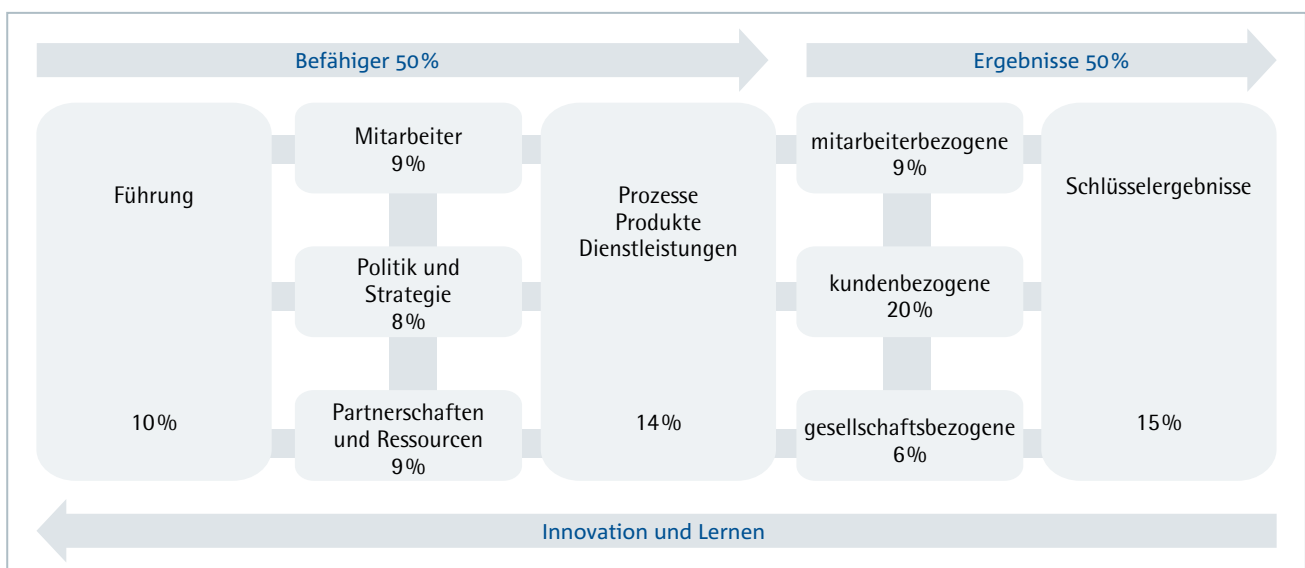 Befähiger 50%
Ergebnisse 50%
Führung
10%
Mitarbeiter
9%
Politik und
Strategie
8%
Partnerschaften
und Ressourcen
9%
Prozesse
Produkte
Dienstleistungen
14%
mitarbeiterbezogene
9%
kundenbezogene
20%
gesellschaftsbezogene
6%
Schlüsselergebnisse
15%
Innovation und Lernen